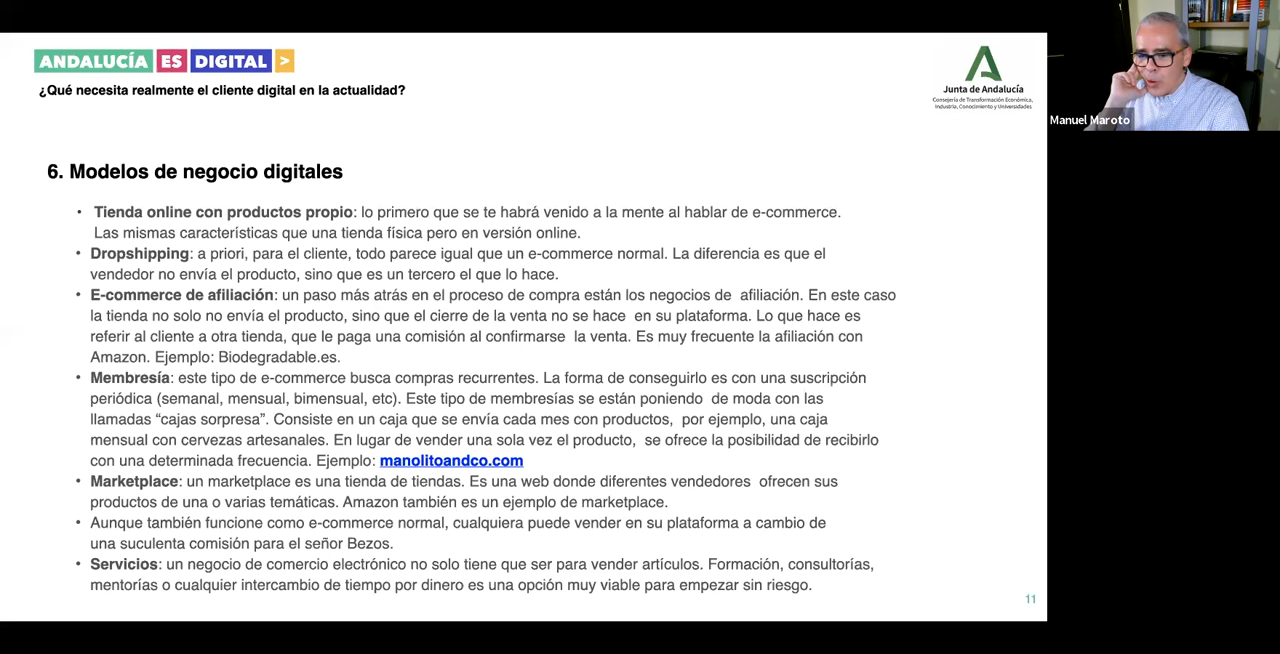 ANDALUCÍA ES DIGITAL >
¿Qué necesita realmente el cliente digital en la actualidad?
Junta de Andalucía
Consejería de Transformación Económica,
Industria, Conocimiento y Universidades
Manuel Maroto
6. Modelos de negocio digitales
• Tienda online con productos propio: lo primero que se te habrá venido a la mente al hablar de e-commerce.
Las mismas características que una tienda física pero en versión online.
• Dropshipping: a priori, para el cliente, todo parece igual que un e-commerce normal. La diferencia es que el
vendedor no envía el producto, sino que es un tercero el que lo hace.
• E-commerce de afiliación: un paso más atrás en el proceso de compra están los negocios de afiliación. En este caso
la tienda no solo no envía el producto, sino que el cierre de la venta no se hace en su plataforma. Lo que hace es
referir al cliente a otra tienda, que le paga una comisión al confirmarse la venta. Es muy frecuente la afiliación con
Amazon. Ejemplo: Biodegradable.es.
• Membresía: este tipo de e-commerce busca compras recurrentes. La forma de conseguirlo es con una suscripción
periódica (semanal, mensual, bimensual, etc). Este tipo de membresías se están poniendo de moda con las
llamadas “cajas sorpresa”. Consiste en un caja que se envía cada mes con productos, por ejemplo, una caja
mensual con cervezas artesanales. En lugar de vender una sola vez el producto, se ofrece la posibilidad de recibirlo
con una determinada frecuencia. Ejemplo: manolitoandco.com
• Marketplace: un marketplace es una tienda de tiendas. Es una web donde diferentes vendedores ofrecen sus
productos de una o varias temáticas. Amazon también es un ejemplo de marketplace.
• Aunque también funcione como e-commerce normal, cualquiera puede vender en su plataforma a cambio de
una suculenta comisión para el señor Bezos.
• Servicios: un negocio de comercio electrónico no solo tiene que ser para vender artículos. Formación, consultorías,
mentorías o cualquier intercambio de tiempo por dinero es una opción muy viable para empezar sin riesgo.
11